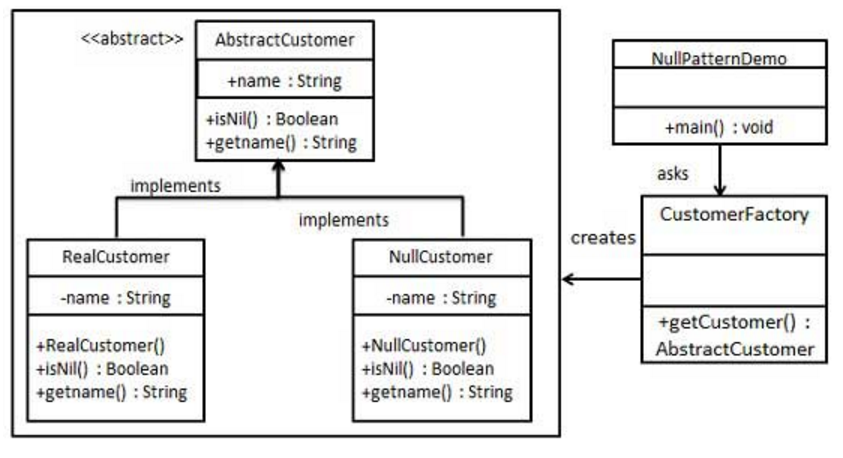 <<abstract>>
AbstractCustomer
+name : String
+isNil() : Boolean
+getname() : String
implements
implements
RealCustomer
-name : String
+RealCustomer()
+isNil() : Boolean
+getname() : String
NullCustomer
-name : String
+NullCustomer()
+isNil() : Boolean
+getname() : String
NullPatternDemo
+main() : void
asks
creates
CustomerFactory
+getCustomer() :
AbstractCustomer